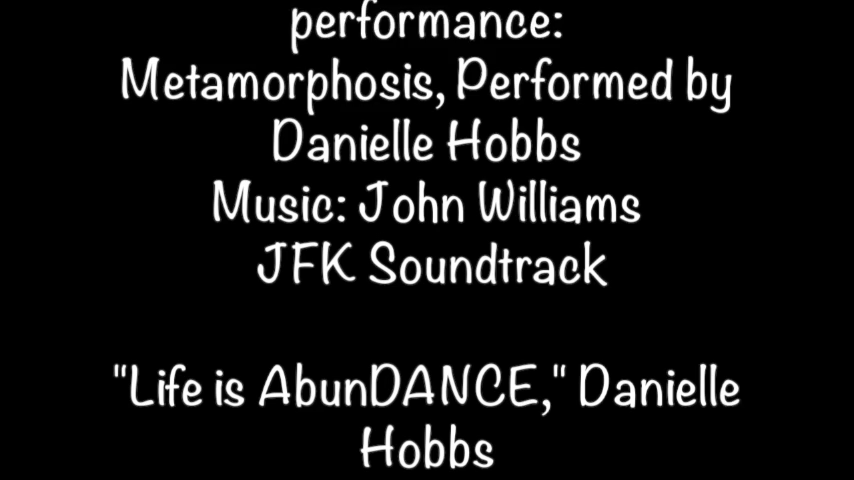 performance:
Metamorphosis, Performed by
Danielle Hobbs
Music: John Williams
JFK Soundtrack
"Life is AbunDANCE," Danielle
Hobbs